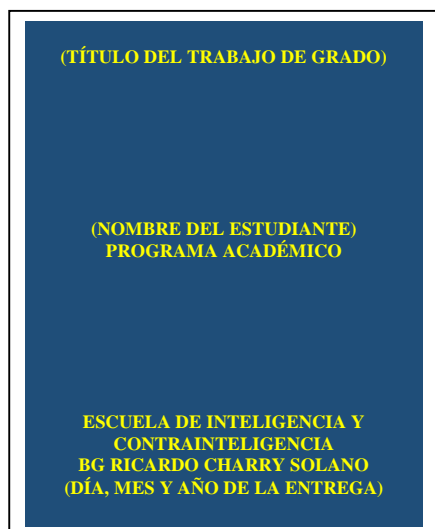 (TÍTULO DEL TRABAJO DE GRADO)
(NOMBRE DEL ESTUDIANTE)
PROGRAMA ACADÉMICO
ESCUELA DE INTELIGENCIA Y
CONTRAINTELIGENCIA
BG RICARDO CHARRY SOLANO
(DÍA, MES Y AÑO DE LA ENTREGA)